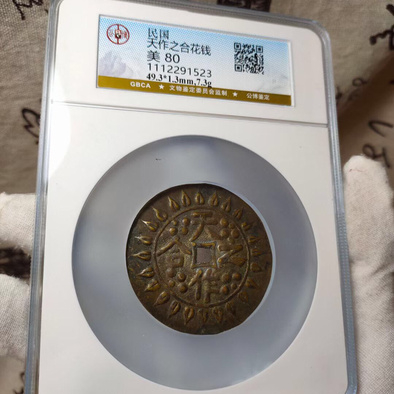 民国
天作之合花钱
美 80
1112291523
49.3*1.3mm,7.3g
GBCA ★ 文物鉴定委员会监制 ★ 公博鉴定
天作之合